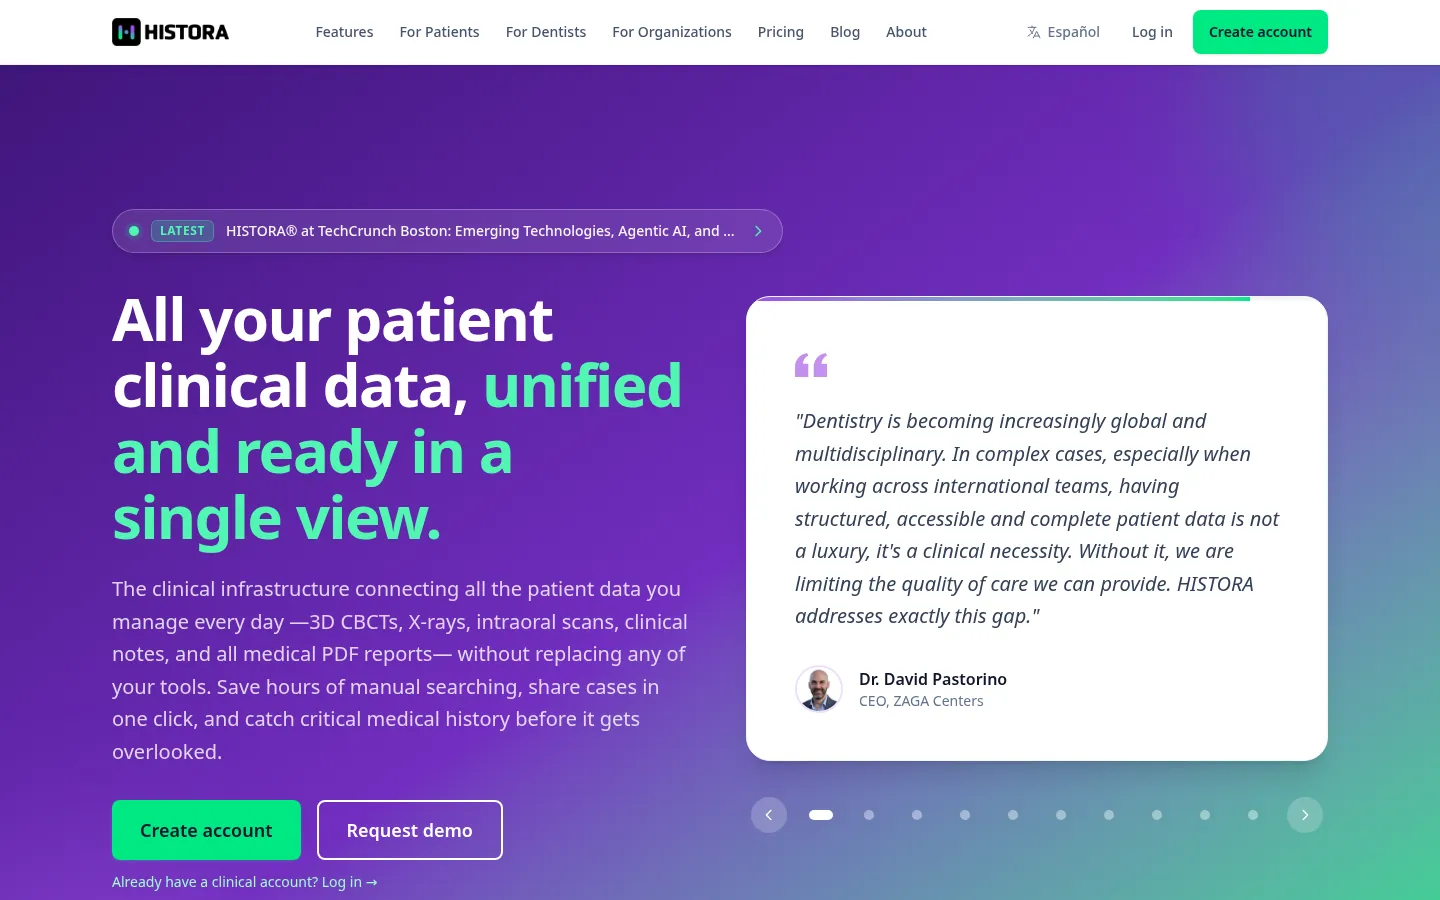 HISTORA
Features
For Patients
For Dentists
For Organizations
Pricing
Blog
About
Español
Log in
Create account
LATEST
HISTORA® at TechCrunch Boston: Emerging Technologies, Agentic AI, and ...
All your patient
clinical data, unified
and ready in a
single view.
The clinical infrastructure connecting all the patient data you
manage every day —3D CBCTs, X-rays, intraoral scans, clinical
notes, and all medical PDF reports— without replacing any of
your tools. Save hours of manual searching, share cases in
one click, and catch critical medical history before it gets
overlooked.
Create account
Request demo
Already have a clinical account? Log in →
"Dentistry is becoming increasingly global and
multidisciplinary. In complex cases, especially when
working across international teams, having
structured, accessible and complete patient data is not
a luxury, it's a clinical necessity. Without it, we are
limiting the quality of care we can provide. HISTORA
addresses exactly this gap."
Dr. David Pastorino
CEO, ZAGA Centers